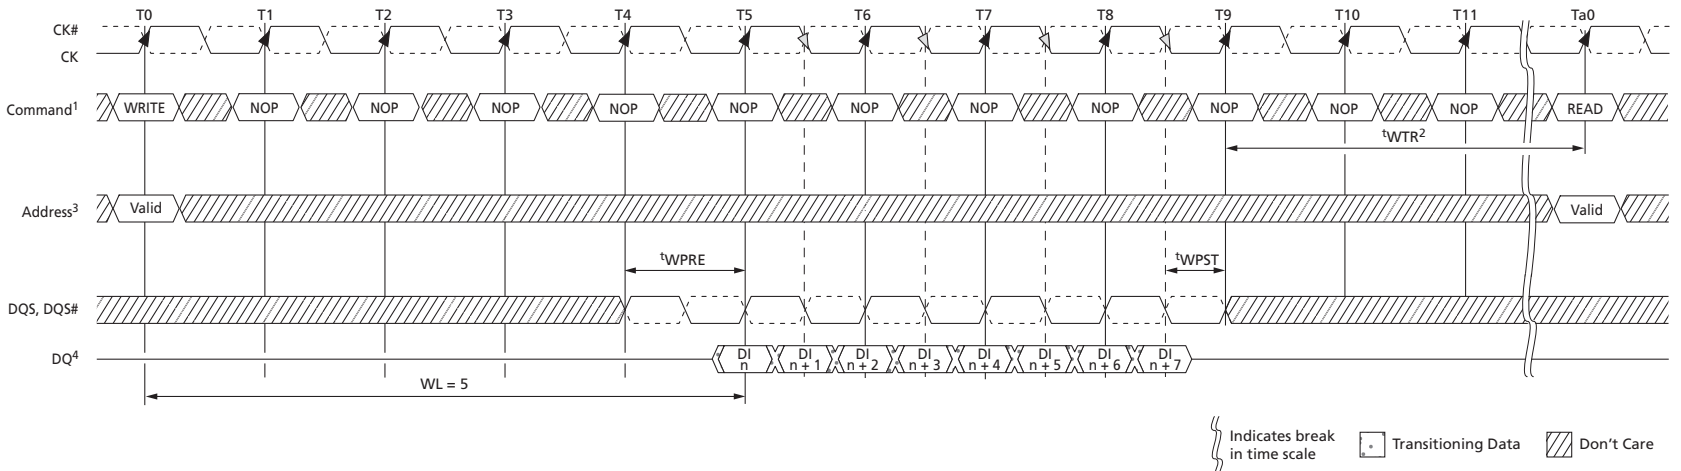 T0 T1 T2 T3 T4 T5 T6 T7 T8 T9 T10 T11 Ta0
CK#
CK
Command1 WRITE NOP NOP NOP NOP NOP NOP NOP NOP NOP NOP NOP READ
tWTR2
Address3 Valid Valid
tWPRE tWPST
DQS, DQS#
DQ4
DI n
DI n + 1
DI n + 2
DI n + 3
DI n + 4
DI n + 5
DI n + 6
DI n + 7
WL = 5
Indicates break
in time scale
Transitioning Data
Don't Care